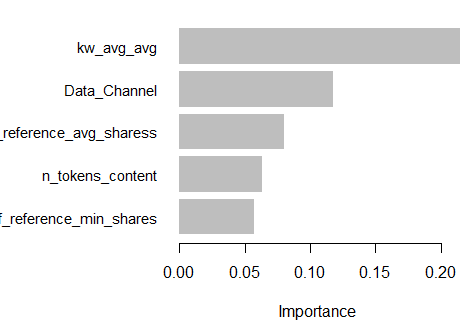 kw_avg_avg
Data_Channel
_reference_avg_sharess
n_tokens_content
f_reference_min_shares
0.00 0.05 0.10 0.15 0.20
Importance